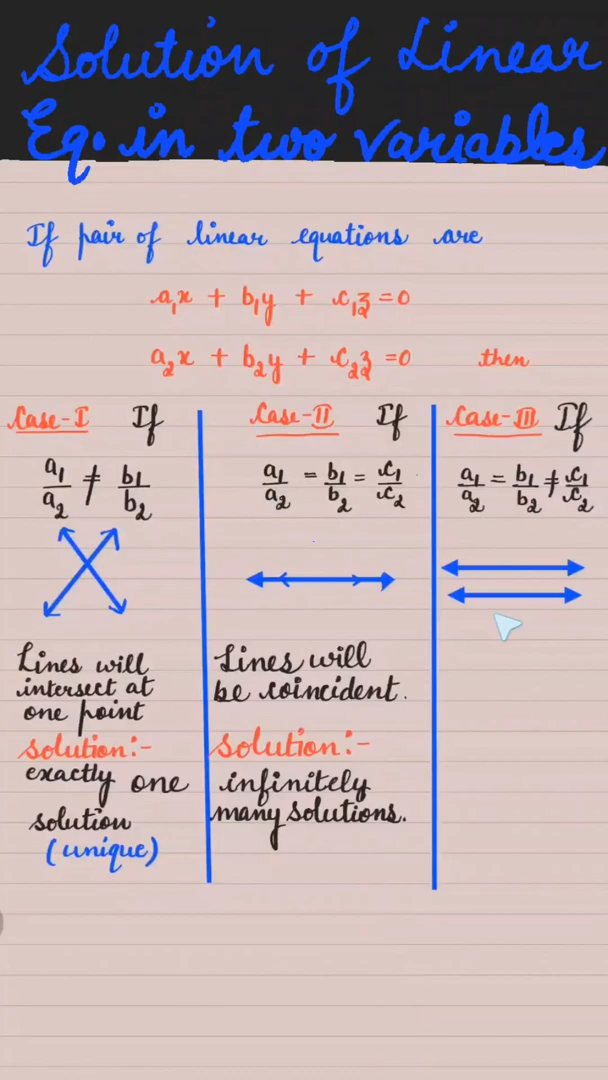 Solution of Linear
Eq. in two variables
If pair of linear equations are
a₁x + b₁y + c₁z = 0
a₂x + b₂y + c₂z = 0 then
Case-I If
a₁/a₂ ≠ b₁/b₂
Lines will
intersect at
one point
Solution:-
exactly one
solution
(unique)
Case-II If
a₁/a₂ = b₁/b₂ = c₁/c₂
Lines will
be coincident.
Solution:-
infinitely
many solutions.
Case-III If
a₁/a₂ = b₁/b₂ ≠ c₁/c₂